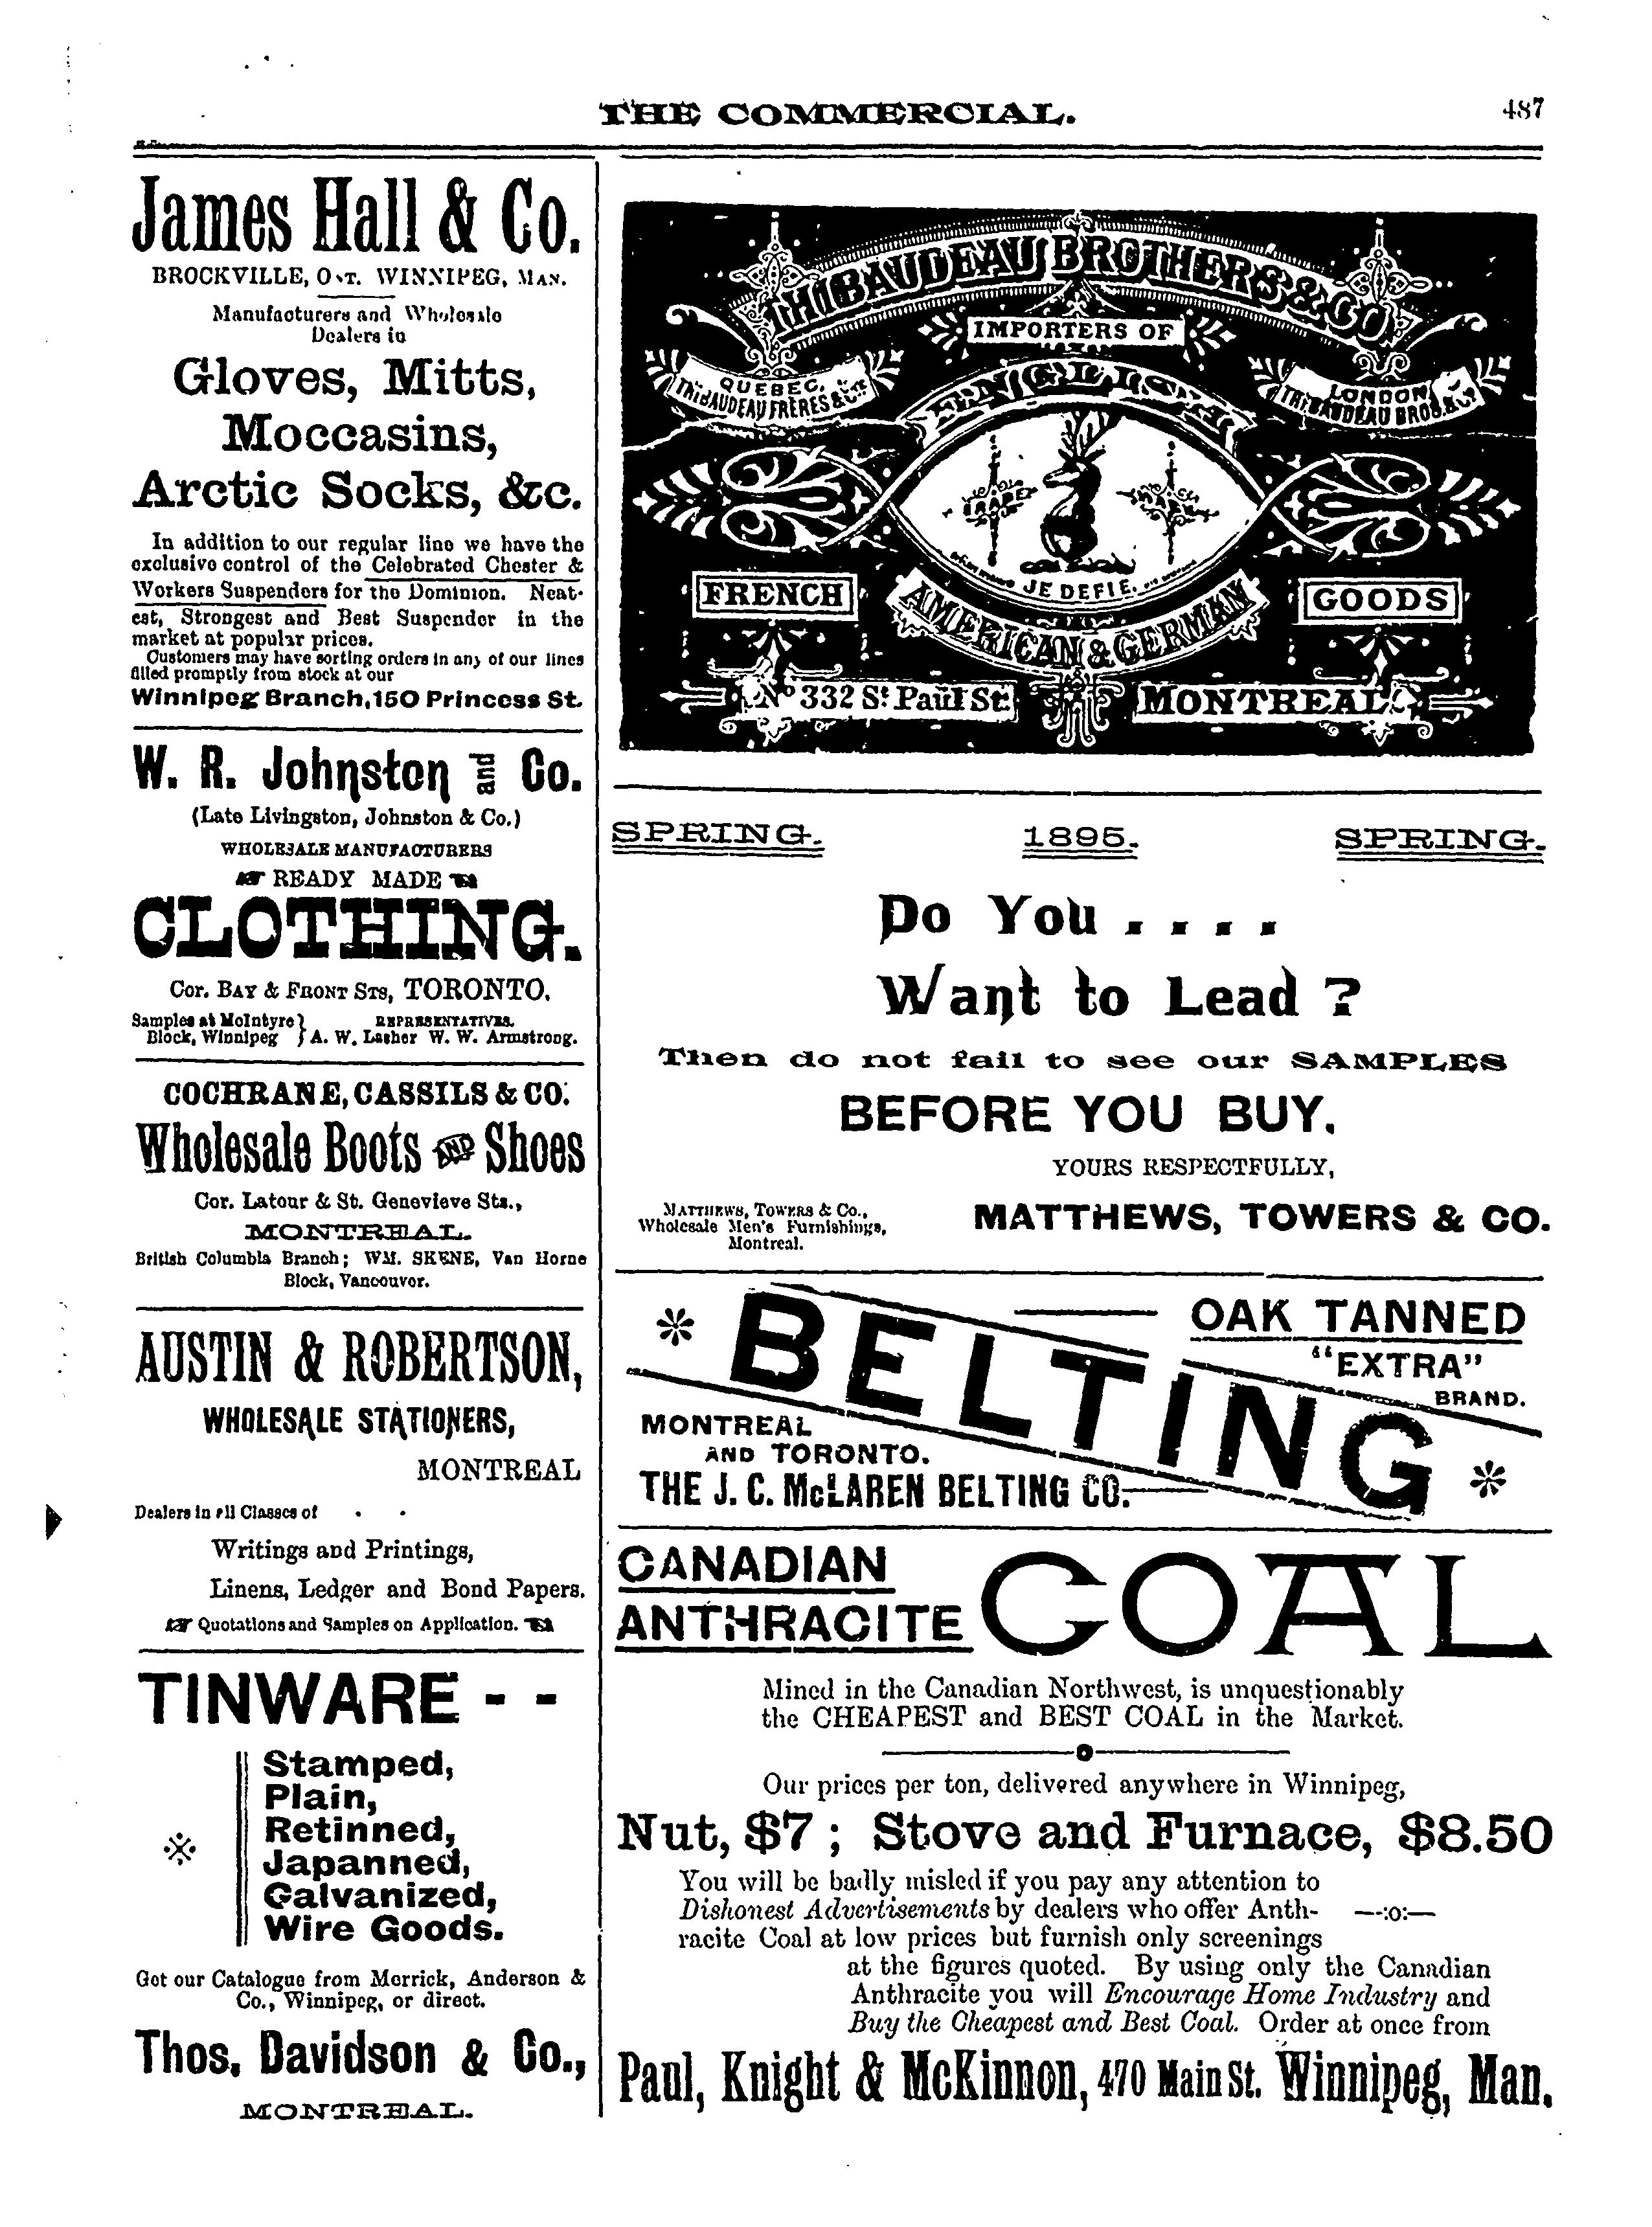 THE COMMERCIAL.
487
James Hall & Co.
BROCKVILLE, ONT. WINNIPEG, MAN.
Manufacturers and Wholesale
Dealers in
Gloves, Mitts,
Moccasins,
Arctic Socks, &c.
In addition to our regular line we have the
exclusive control of the Celebrated Chester &
Workers Suspenders for the Dominion. Neat-
est, Strongest and Best Suspender in the
market at popular prices.
Customers may have sorting orders in any of our lines
filled promptly from stock at our
Winnipeg Branch, 150 Princess St.
W. R. Johnston and Co.
(Late Livingston, Johnston & Co.)
WHOLESALE MANUFACTURERS
READY MADE
CLOTHING.
Cor. BAY & FRONT STS, TORONTO.
Samples at McIntyre } REPRESENTATIVES.
Block, Winnipeg } A. W. Lasher W. W. Armstrong.
COCHRANE, CASSILS & CO.
Wholesale Boots AND Shoes
Cor. Latour & St. Genevieve Sts.,
MONTREAL.
British Columbia Branch; WM. SKENE, Van Horne
Block, Vancouver.
AUSTIN & ROBERTSON,
WHOLESALE STATIONERS,
MONTREAL
Dealers in all Classes of
Writings and Printings,
Linens, Ledger and Bond Papers.
Quotations and Samples on Application.
TINWARE - -
Stamped,
Plain,
Retinned,
Japanned,
Galvanized,
Wire Goods.
Get our Catalogue from Merrick, Anderson &
Co., Winnipeg, or direct.
Thos. Davidson & Co.,
MONTREAL.
THIBAUDEAU BROTHERS & CO.
IMPORTERS OF
QUEBEC.
THIBAUDEAU FRÈRES & Cie
LONDON
THIBAUDEAU BROS. & Co.
ENGLISH
TRADE MARK
JE DEFIE.
FRENCH
AMERICAN & GERMAN
GOODS
No 332 St. Paul St.
MONTREAL
SPRING. 1895. SPRING.
Do You . . . .
Want to Lead ?
Then do not fail to see our SAMPLES
BEFORE YOU BUY.
YOURS RESPECTFULLY,
MATTHEWS, TOWERS & Co.,
Wholesale Men's Furnishings,
Montreal.
MATTHEWS, TOWERS & CO.
BELTING
OAK TANNED
"EXTRA"
BRAND.
MONTREAL
AND TORONTO.
THE J. C. McLAREN BELTING CO.
CANADIAN
ANTHRACITE
COAL
Mined in the Canadian Northwest, is unquestionably
the CHEAPEST and BEST COAL in the Market.
Our prices per ton, delivered anywhere in Winnipeg,
Nut, $7 ; Stove and Furnace, $8.50
You will be badly misled if you pay any attention to
Dishonest Advertisements by dealers who offer Anth- —:o:—
racite Coal at low prices but furnish only screenings
at the figures quoted. By using only the Canadian
Anthracite you will Encourage Home Industry and
Buy the Cheapest and Best Coal. Order at once from
Paul, Knight & McKinnon, 470 Main St. Winnipeg, Man.